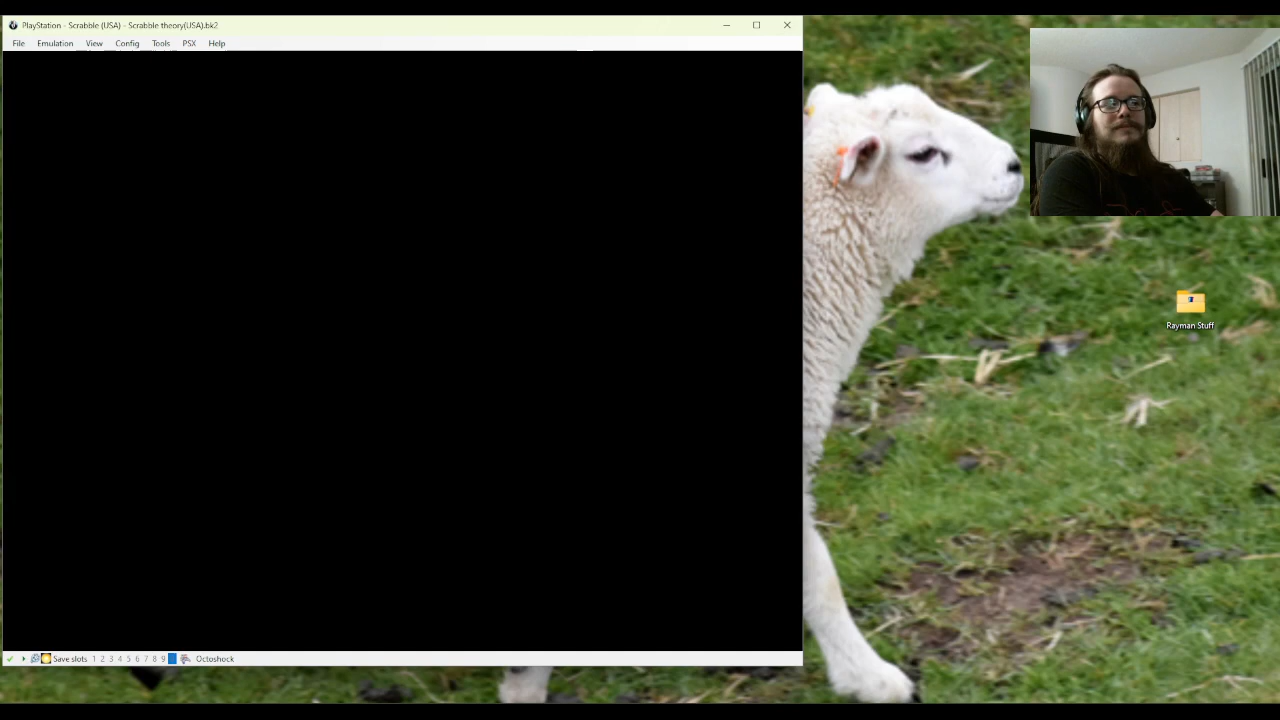 PlayStation - Scrabble (USA) - Scrabble theory(USA).bk2
File Emulation View Config Tools PSX Help
Rayman Stuff
Save slots 1 2 3 4 5 6 7 8 9 Octoshock